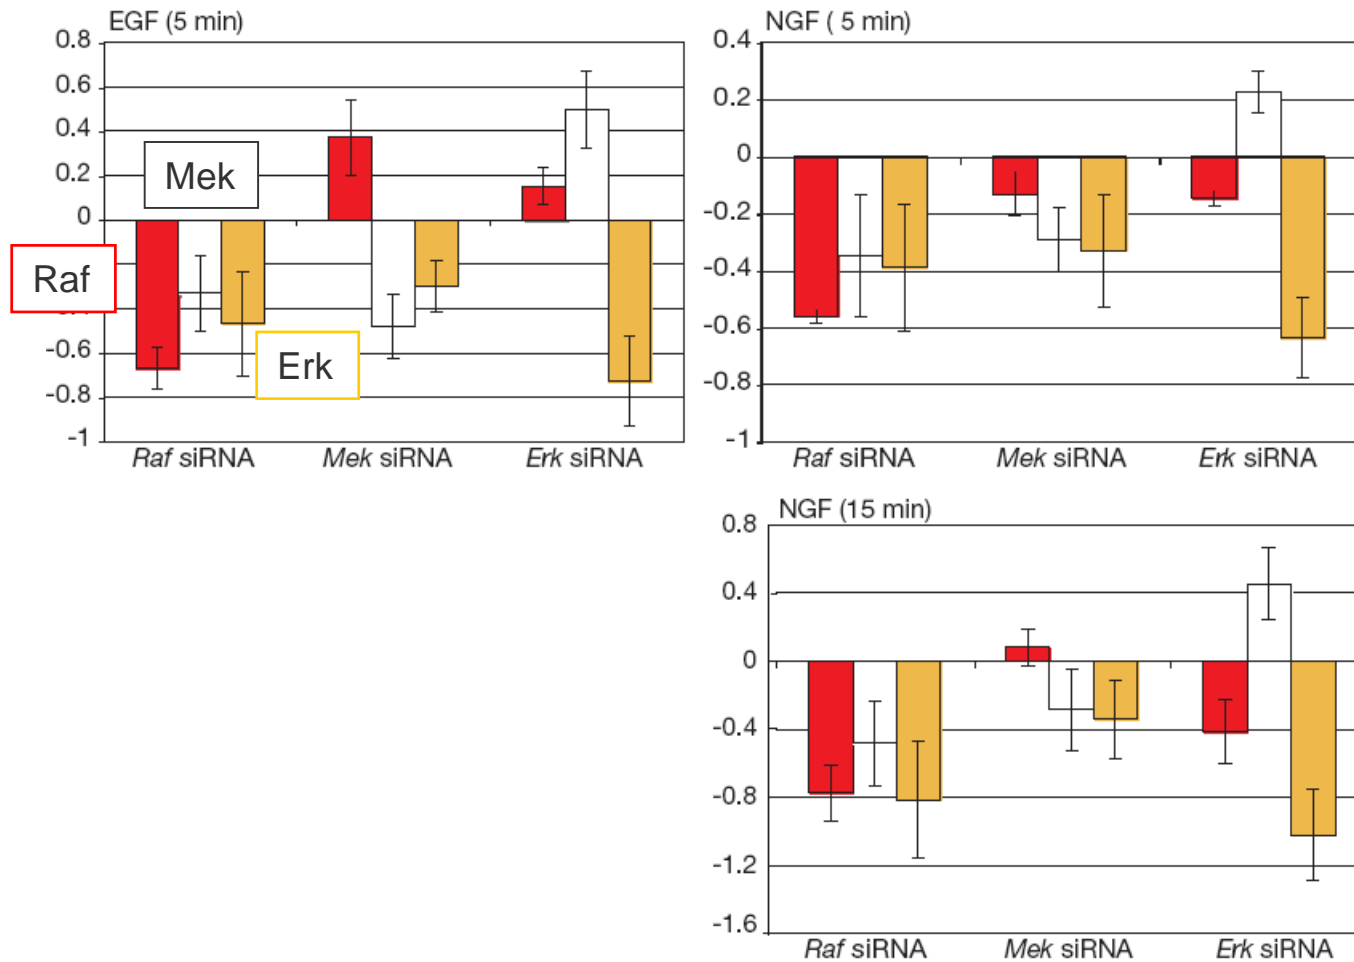 EGF (5 min)
0.8
0.6
0.4
0.2
0
-0.6
-0.8
-1
Mek
Raf
Erk
Raf siRNA Mek siRNA Erk siRNA
NGF ( 5 min)
0.4
0.2
0
-0.2
-0.4
-0.6
-0.8
-1
Raf siRNA Mek siRNA Erk siRNA
NGF (15 min)
0.8
0.4
0
-0.4
-0.8
-1.2
-1.6
Raf siRNA Mek siRNA Erk siRNA